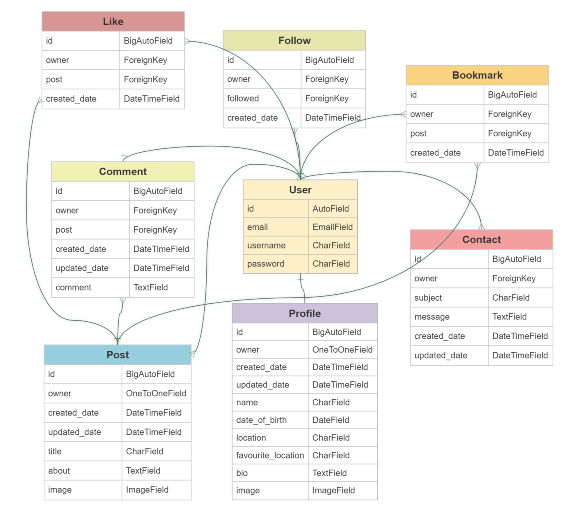 Like
id BigAutoField
owner ForeignKey
post ForeignKey
created_date DateTimeField
Follow
id BigAutoField
owner ForeignKey
followed ForeignKey
created_date DateTimeField
Bookmark
id BigAutoField
owner ForeignKey
post ForeignKey
created_date DateTimeField
Comment
id BigAutoField
owner ForeignKey
post ForeignKey
created_date DateTimeField
updated_date DateTimeField
comment TextField
User
id AutoField
email EmailField
username CharField
password CharField
Contact
id BigAutoField
owner ForeignKey
subject CharField
message TextField
created_date DateTimeField
updated_date DateTimeField
Post
id BigAutoField
owner OneToOneField
created_date DateTimeField
updated_date DateTimeField
title CharField
about TextField
image ImageField
Profile
id BigAutoField
owner OneToOneField
created_date DateTimeField
updated_date DateTimeField
name CharField
date_of_birth DateField
location CharField
favourite_location CharField
bio TextField
image ImageField